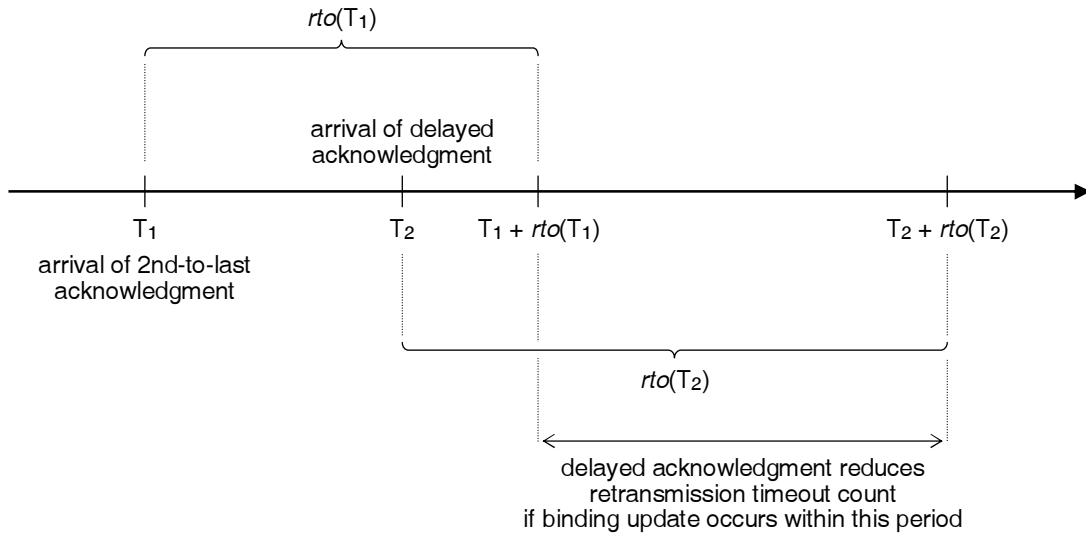 rto(T₁)
arrival of delayed
acknowledgment
T₁
T₂
T₁ + rto(T₁)
T₂ + rto(T₂)
arrival of 2nd-to-last
acknowledgment
rto(T₂)
delayed acknowledgment reduces
retransmission timeout count
if binding update occurs within this period